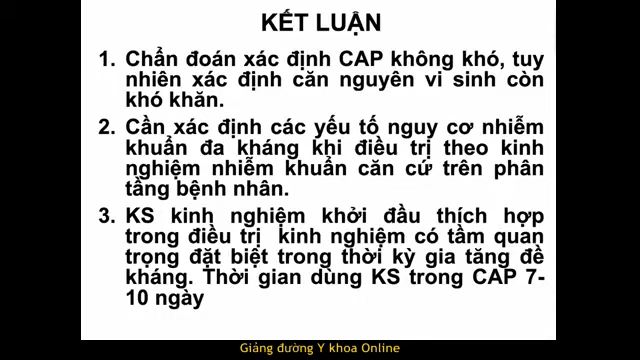 KẾT LUẬN
1. Chẩn đoán xác định CAP không khó, tuy
nhiên xác định căn nguyên vi sinh còn
khó khăn.
2. Cần xác định các yếu tố nguy cơ nhiễm
khuẩn đa kháng khi điều trị theo kinh
nghiệm nhiễm khuẩn căn cứ trên phân
tầng bệnh nhân.
3. KS kinh nghiệm khởi đầu thích hợp
trong điều trị kinh nghiệm có tầm quan
trọng đặt biệt trong thời kỳ gia tăng đề
kháng. Thời gian dùng KS trong CAP 7-
10 ngày
Giảng đường Y khoa Online